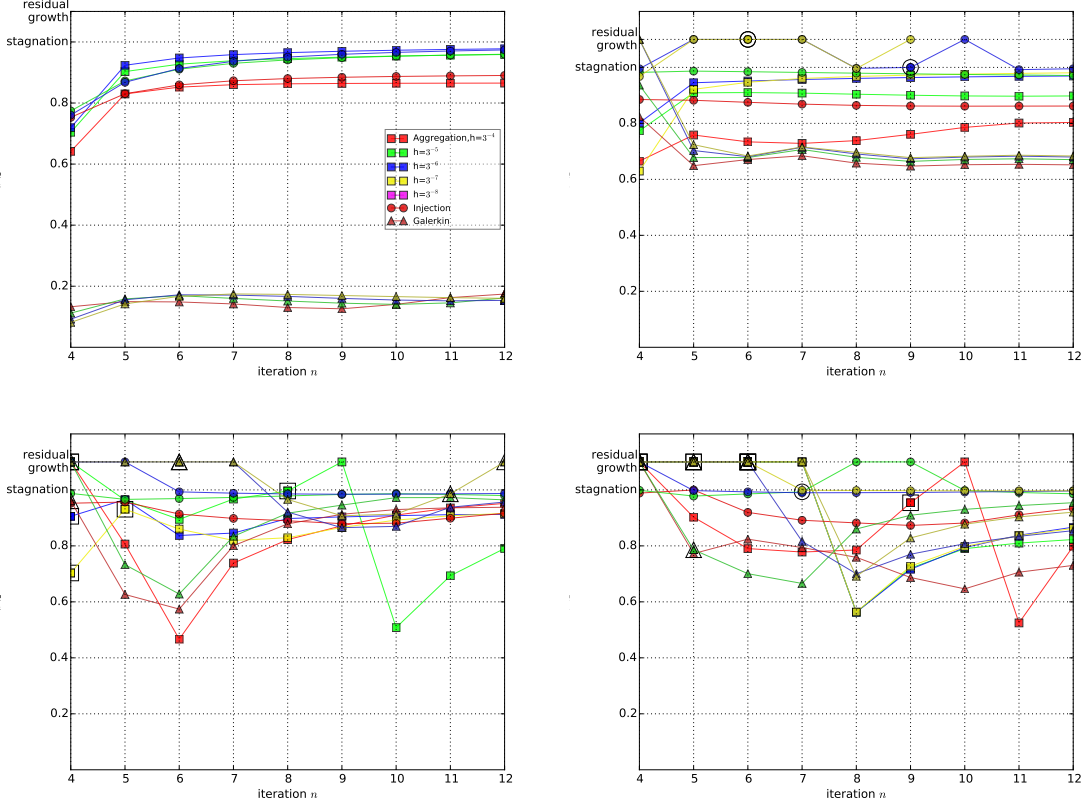 residual
growth
stagnation
0.8
0.6
0.4
0.2
4 5 6 7 8 9 10 11 12
iteration n
Aggregation,h=3⁻⁴
h=3⁻⁵
h=3⁻⁶
h=3⁻⁷
h=3⁻⁸
Injection
Galerkin
residual
growth
stagnation
0.8
0.6
0.4
0.2
4 5 6 7 8 9 10 11 12
iteration n
residual
growth
stagnation
0.8
0.6
0.4
0.2
4 5 6 7 8 9 10 11 12
iteration n
residual
growth
stagnation
0.8
0.6
0.4
0.2
4 5 6 7 8 9 10 11 12
iteration n